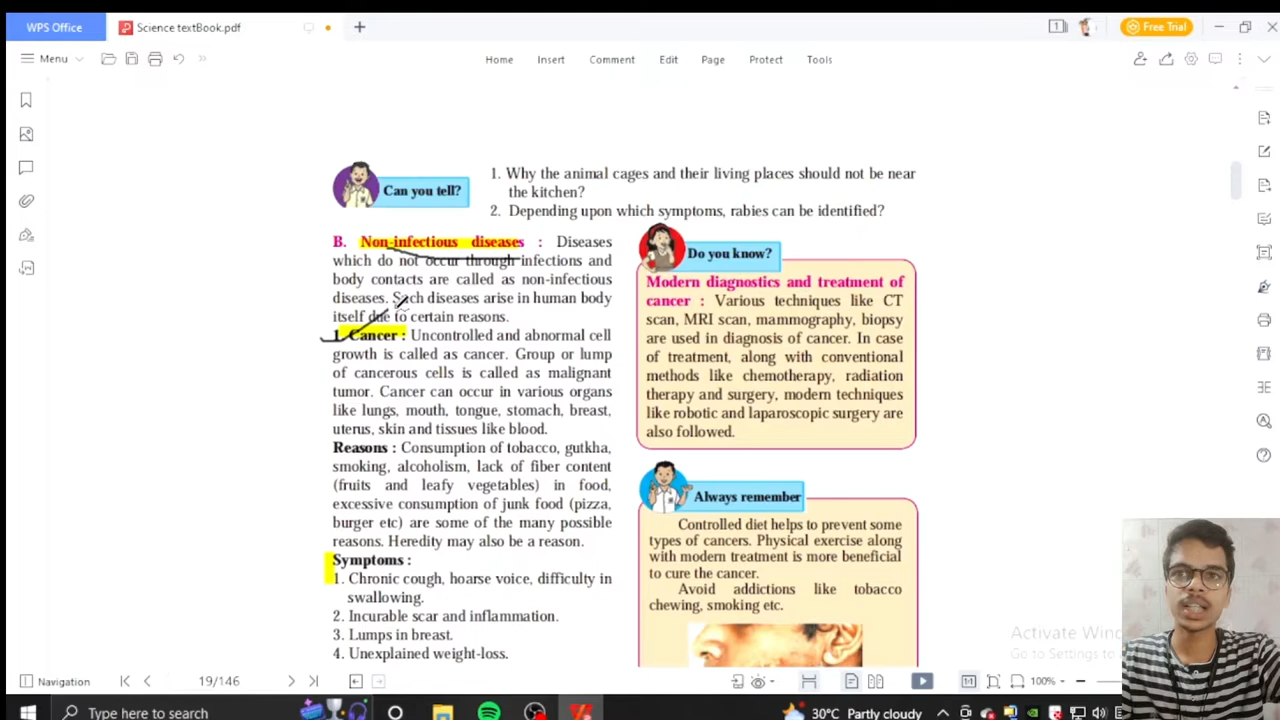 WPS Office
Science textBook.pdf
Free Trial
Menu
Home Insert Comment Edit Page Protect Tools
Can you tell?
1. Why the animal cages and their living places should not be near
the kitchen?
2. Depending upon which symptoms, rabies can be identified?
B. Non-infectious diseases : Diseases
which do not occur through infections and
body contacts are called as non-infectious
diseases. Such diseases arise in human body
itself due to certain reasons.
1. Cancer : Uncontrolled and abnormal cell
growth is called as cancer. Group or lump
of cancerous cells is called as malignant
tumor. Cancer can occur in various organs
like lungs, mouth, tongue, stomach, breast,
uterus, skin and tissues like blood.
Reasons : Consumption of tobacco, gutkha,
smoking, alcoholism, lack of fiber content
(fruits and leafy vegetables) in food,
excessive consumption of junk food (pizza,
burger etc) are some of the many possible
reasons. Heredity may also be a reason.
Symptoms :
1. Chronic cough, hoarse voice, difficulty in
swallowing.
2. Incurable scar and inflammation.
3. Lumps in breast.
4. Unexplained weight-loss.
Do you know?
Modern diagnostics and treatment of
cancer : Various techniques like CT
scan, MRI scan, mammography, biopsy
are used in diagnosis of cancer. In case
of treatment, along with conventional
methods like chemotherapy, radiation
therapy and surgery, modern techniques
like robotic and laparoscopic surgery are
also followed.
Always remember
Controlled diet helps to prevent some
types of cancers. Physical exercise along
with modern treatment is more beneficial
to cure the cancer.
Avoid addictions like tobacco
chewing, smoking etc.
Activate Win
Go to Settings to
Navigation
19/146
100%
Type here to search
30°C Partly cloudy